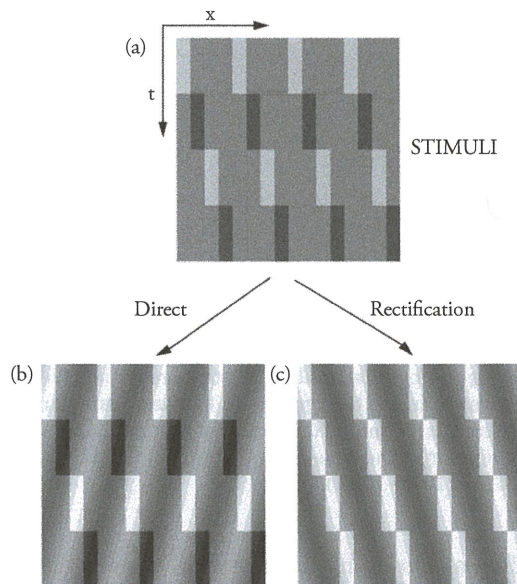 x
(a)
t
STIMULI
Direct
Rectification
(b)
(c)